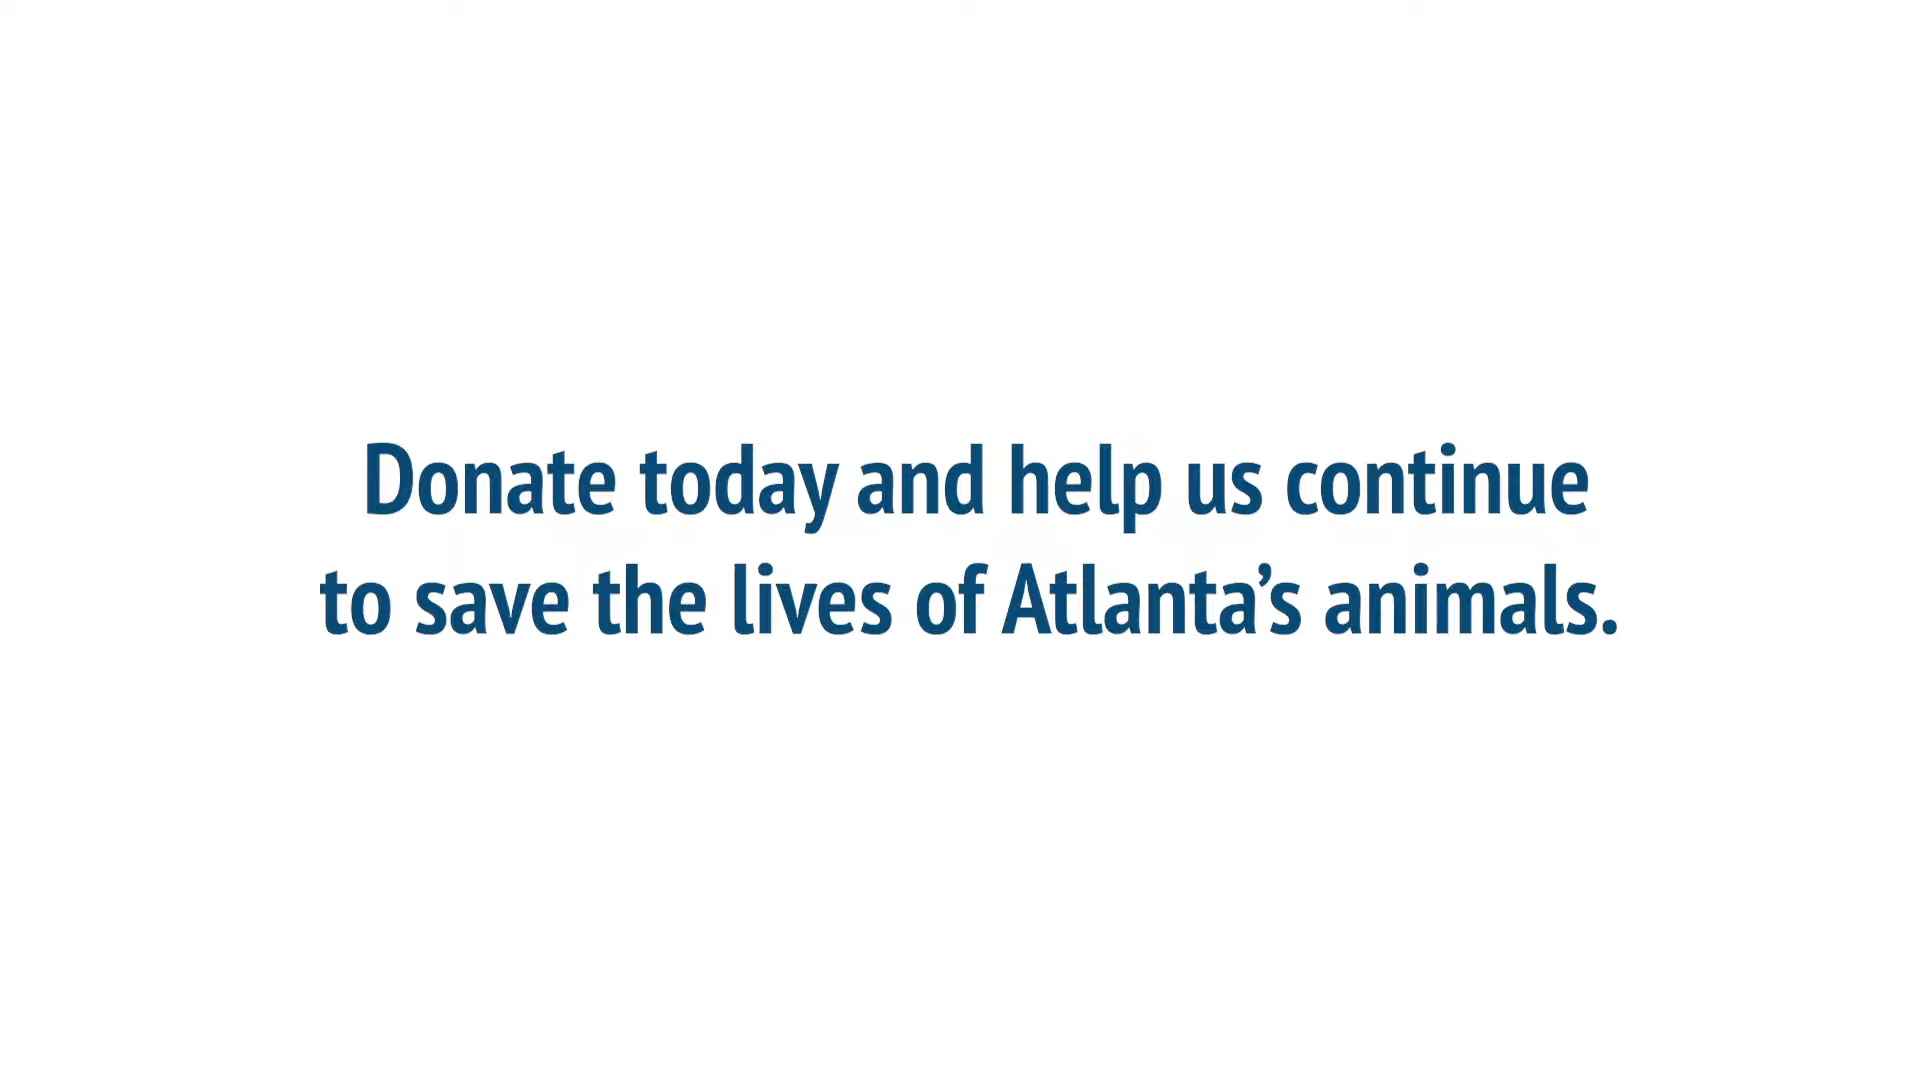 Donate today and help us continue
to save the lives of Atlanta’s animals.